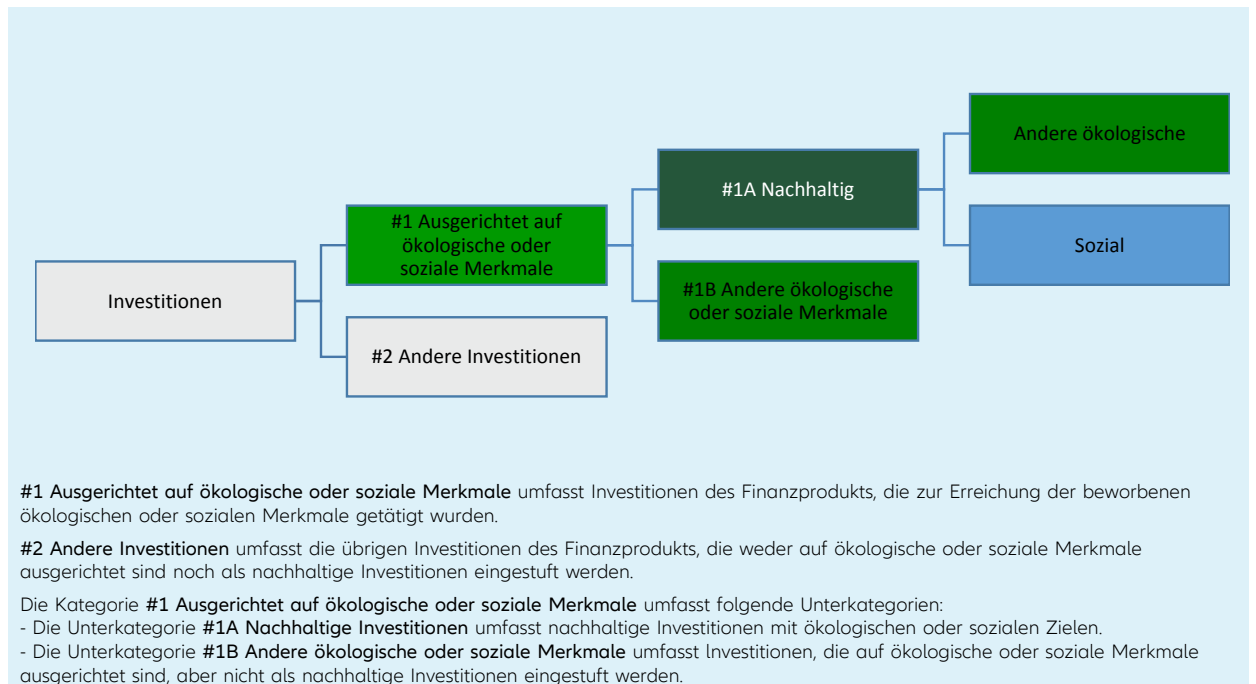 Investitionen
#1 Ausgerichtet auf
ökologische oder
soziale Merkmale
#2 Andere Investitionen
#1A Nachhaltig
#1B Andere ökologische
oder soziale Merkmale
Andere ökologische
Sozial
#1 Ausgerichtet auf ökologische oder soziale Merkmale umfasst Investitionen des Finanzprodukts, die zur Erreichung der beworbenen
ökologischen oder sozialen Merkmale getätigt wurden.
#2 Andere Investitionen umfasst die übrigen Investitionen des Finanzprodukts, die weder auf ökologische oder soziale Merkmale
ausgerichtet sind noch als nachhaltige Investitionen eingestuft werden.
Die Kategorie #1 Ausgerichtet auf ökologische oder soziale Merkmale umfasst folgende Unterkategorien:
- Die Unterkategorie #1A Nachhaltige Investitionen umfasst nachhaltige Investitionen mit ökologischen oder sozialen Zielen.
- Die Unterkategorie #1B Andere ökologische oder soziale Merkmale umfasst Investitionen, die auf ökologische oder soziale Merkmale
ausgerichtet sind, aber nicht als nachhaltige Investitionen eingestuft werden.